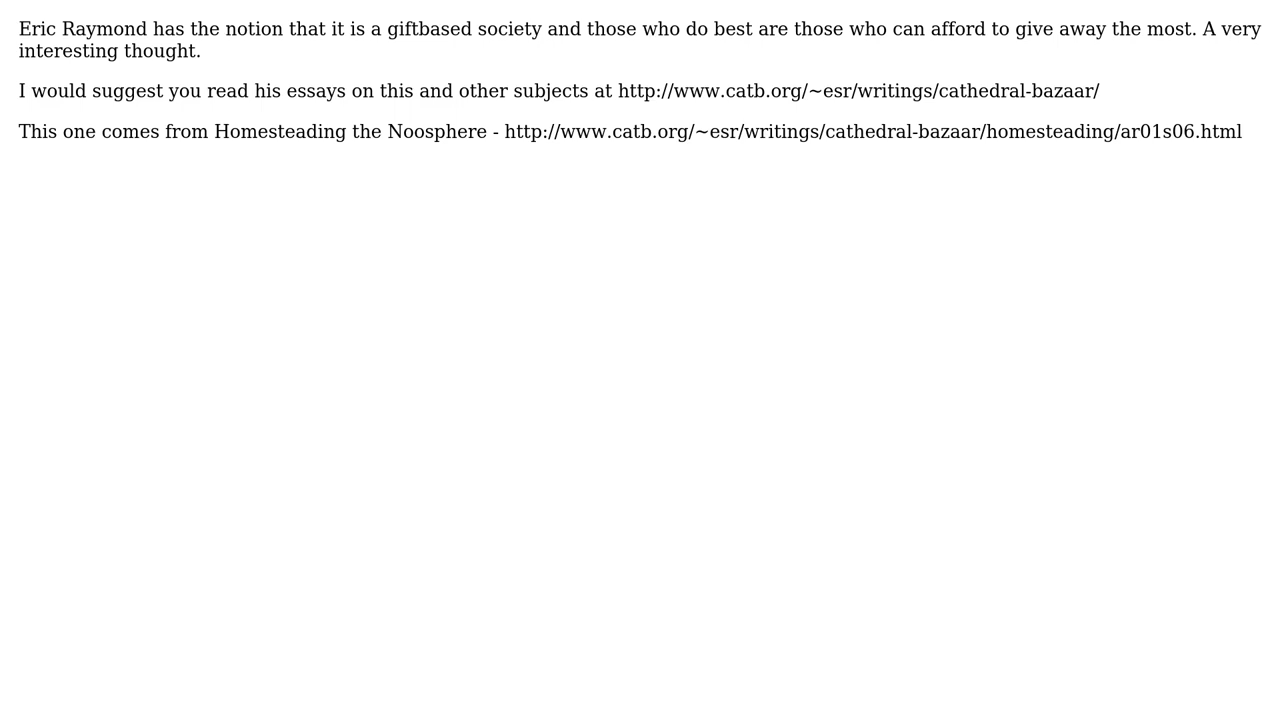 Eric Raymond has the notion that it is a giftbased society and those who do best are those who can afford to give away the most. A very
interesting thought.
I would suggest you read his essays on this and other subjects at http://www.catb.org/~esr/writings/cathedral-bazaar/
This one comes from Homesteading the Noosphere - http://www.catb.org/~esr/writings/cathedral-bazaar/homesteading/ar01s06.html